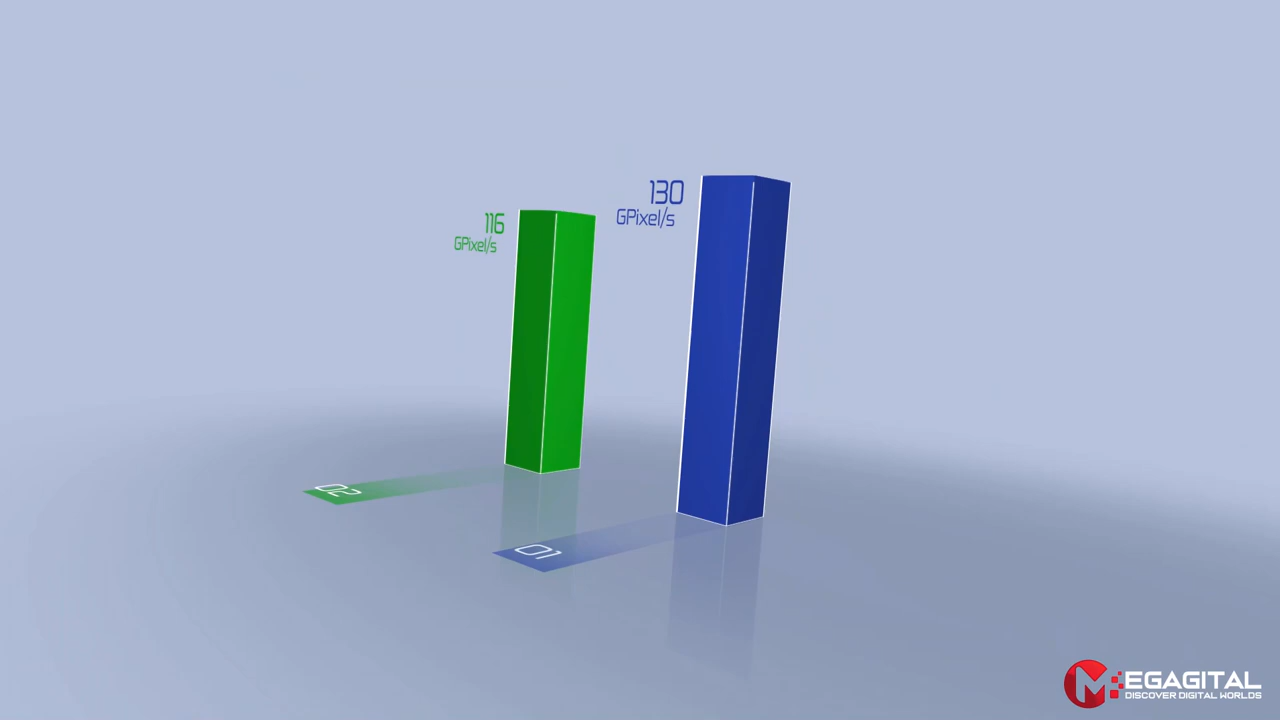 130
GPixel/s
116
GPixel/s
02
01
MEGAGITAL
DISCOVER DIGITAL WORLDS